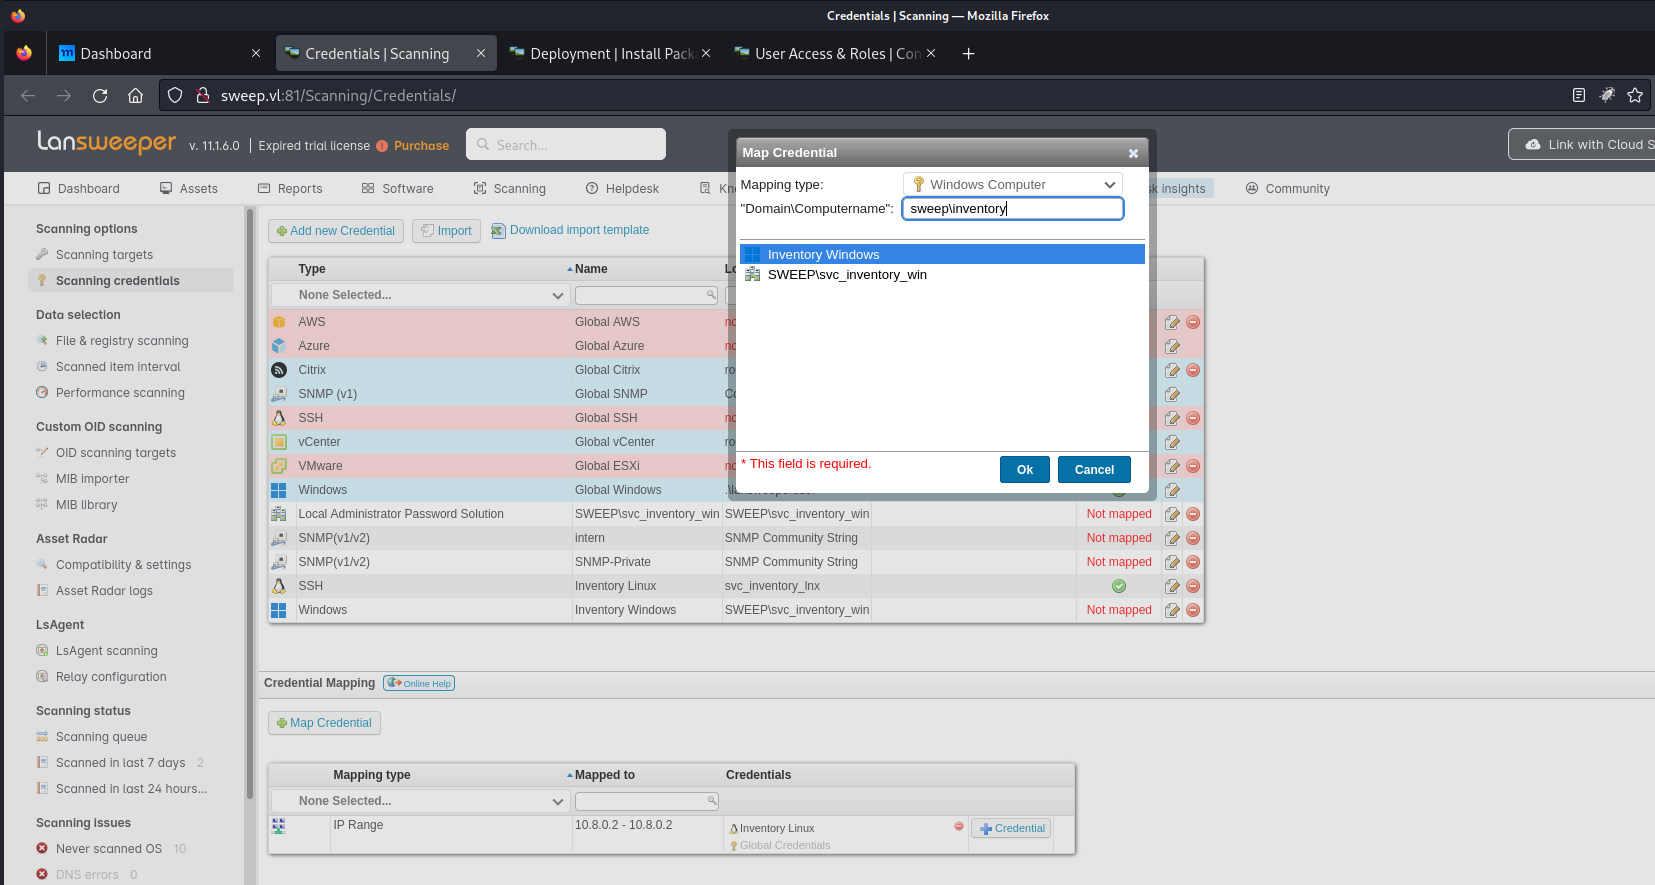 Credentials | Scanning — Mozilla Firefox
Dashboard
Credentials | Scanning
Deployment | Install Pack
User Access & Roles | Con
sweep.vl:81/Scanning/Credentials/
Lansweeper v. 11.1.6.0 | Expired trial license Purchase
Search...
Link with Cloud S
Dashboard
Assets
Reports
Software
Scanning
Helpdesk
Kn
sk insights
Community
Scanning options
Scanning targets
Scanning credentials
Data selection
File & registry scanning
Scanned item interval
Performance scanning
Custom OID scanning
OID scanning targets
MIB importer
MIB library
Asset Radar
Compatibility & settings
Asset Radar logs
LsAgent
LsAgent scanning
Relay configuration
Scanning status
Scanning queue
Scanned in last 7 days 2
Scanned in last 24 hours...
Scanning issues
Never scanned OS 10
DNS errors 0
Add new Credential
Import
Download import template
Type Name Lo
None Selected...
AWS Global AWS no
Azure Global Azure no
Citrix Global Citrix ro
SNMP (v1) Global SNMP Co
SSH Global SSH no
vCenter Global vCenter ro
VMware Global ESXi no
Windows Global Windows
Local Administrator Password Solution SWEEP\svc_inventory_win SWEEP\svc_inventory_win Not mapped
SNMP(v1/v2) intern SNMP Community String Not mapped
SNMP(v1/v2) SNMP-Private SNMP Community String Not mapped
SSH Inventory Linux svc_inventory_lnx
Windows Inventory Windows SWEEP\svc_inventory_win Not mapped
Map Credential
Mapping type: Windows Computer
"Domain\Computername": sweep\inventory
Inventory Windows
SWEEP\svc_inventory_win
* This field is required.
Ok
Cancel
Credential Mapping Online Help
Map Credential
Mapping type Mapped to Credentials
None Selected...
IP Range 10.8.0.2 - 10.8.0.2 Inventory Linux Credential
Global Credentials